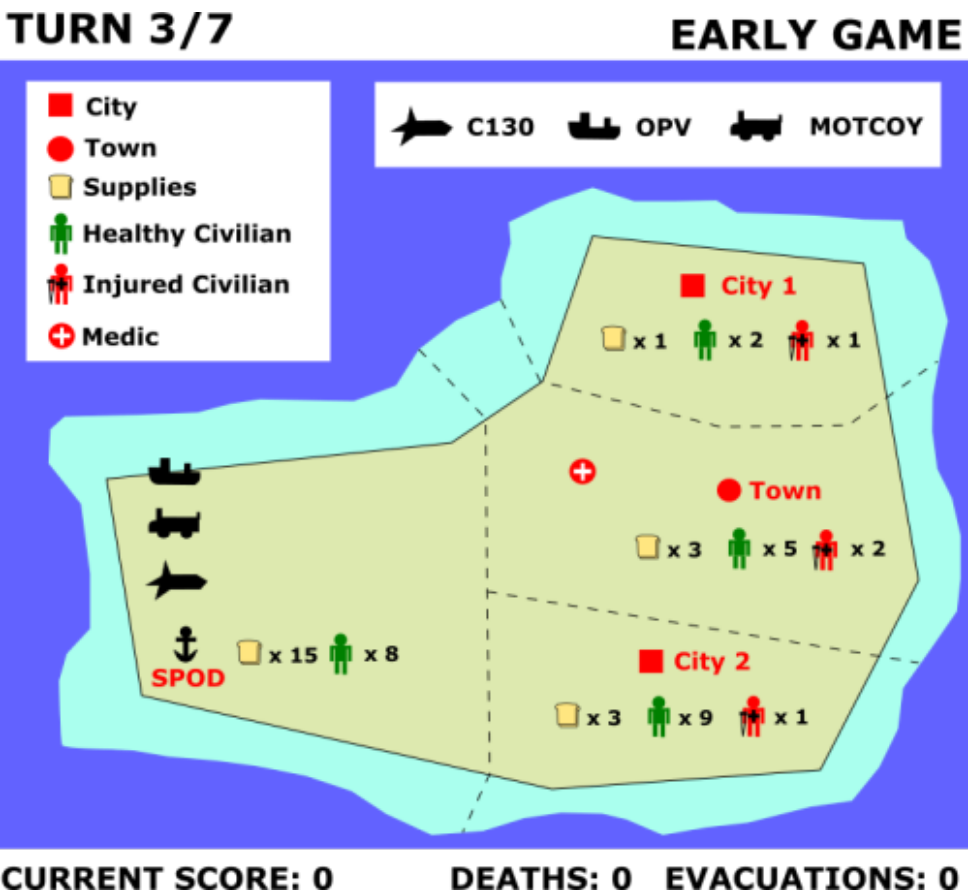 TURN 3/7 EARLY GAME
City
Town
Supplies
Healthy Civilian
Injured Civilian
Medic
C130 OPV MOTCOY
City 1
x 1 x 2 x 1
Town
x 3 x 5 x 2
SPOD
x 15 x 8
City 2
x 3 x 9 x 1
CURRENT SCORE: 0 DEATHS: 0 EVACUATIONS: 0